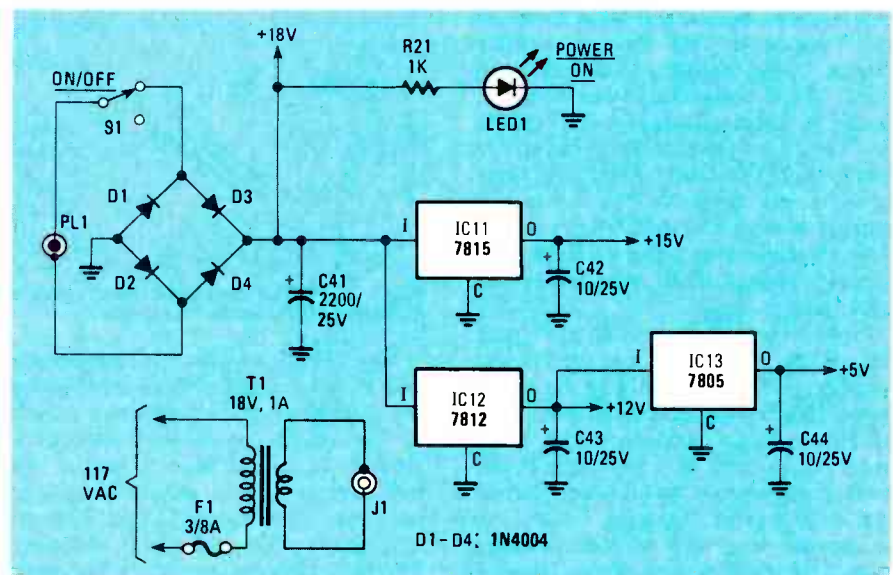 +18V
R21
1K
POWER
ON
LED1
ON/OFF
S1
D1
D3
PL1
D2
D4
I
IC11
7815
O
+15V
C
+
C41
2200/
25V
+
C42
10/25V
I
IC12
7812
O
+12V
C
+
C43
10/25V
I
IC13
7805
O
+5V
C
+
C44
10/25V
T1
18V, 1A
117
VAC
F1
3/8A
J1
D1-D4: 1N4004